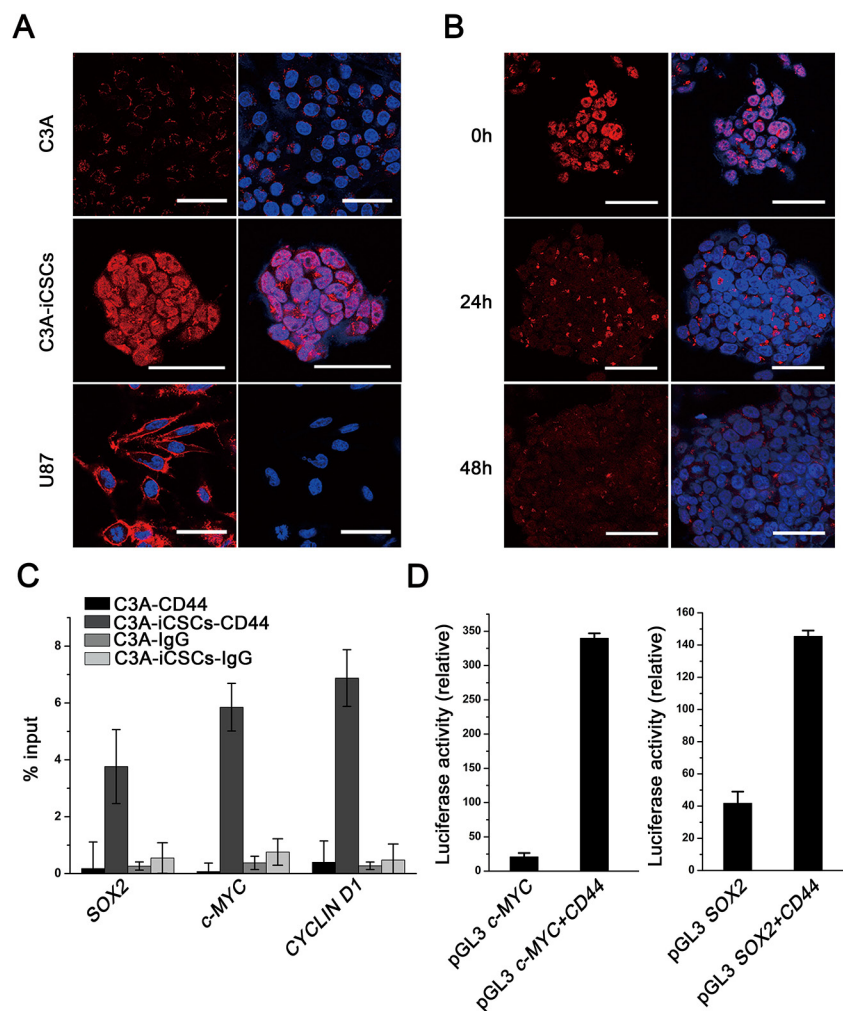 A
B
C3A
C3A-iCSCs
U87
0h
24h
48h
C
C3A-CD44
C3A-iCSCs-CD44
C3A-IgG
C3A-iCSCs-IgG
% input
8
6
4
2
0
SOX2
c-MYC
CYCLIN D1
D
Luciferase activity (relative)
350
300
250
200
150
100
50
25
0
pGL3 c-MYC
pGL3 c-MYC+CD44
Luciferase activity (relative)
160
140
120
100
80
60
40
20
0
pGL3 SOX2
pGL3 SOX2+CD44